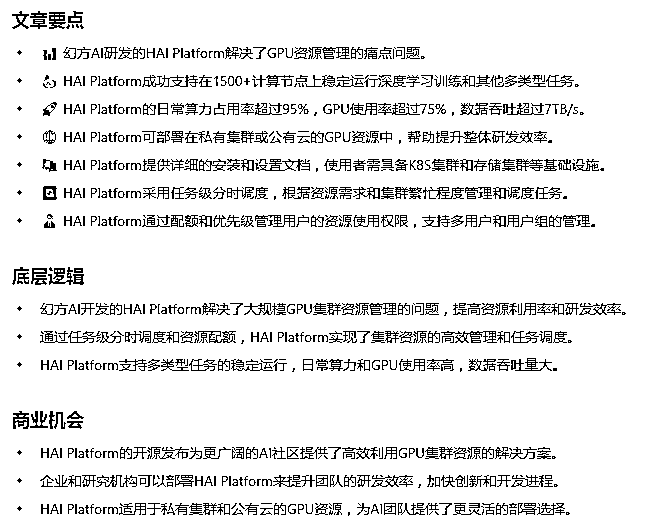 文章要点
幻方AI研发的HAI Platform解决了GPU资源管理的痛点问题。
HAI Platform成功支持在1500+计算节点上稳定运行深度学习训练和其他多类型任务。
HAI Platform的日常算力占用率超过95%，GPU使用率超过75%，数据吞吐超过7TB/s。
HAI Platform可部署在私有集群或公有云的GPU资源中，帮助提升整体研发效率。
HAI Platform提供详细的安装和设置文档，使用者需具备K8S集群和存储集群等基础设施。
HAI Platform采用任务级分时调度，根据资源需求和集群繁忙程度管理和调度任务。
HAI Platform通过配额和优先级管理用户的资源使用权限，支持多用户和用户组的管理。
底层逻辑
幻方AI开发的HAI Platform解决了大规模GPU集群资源管理的问题，提高资源利用率和研发效率。
通过任务级分时调度和资源配额，HAI Platform实现了集群资源的高效管理和任务调度。
HAI Platform支持多类型任务的稳定运行，日常算力和GPU使用率高，数据吞吐量大。
商业机会
HAI Platform的开源发布为更广阔的AI社区提供了高效利用GPU集群资源的解决方案。
企业和研究机构可以部署HAI Platform来提升团队的研发效率，加快创新和开发进程。
HAI Platform适用于私有集群和公有云的GPU资源，为AI团队提供了更灵活的部署选择。